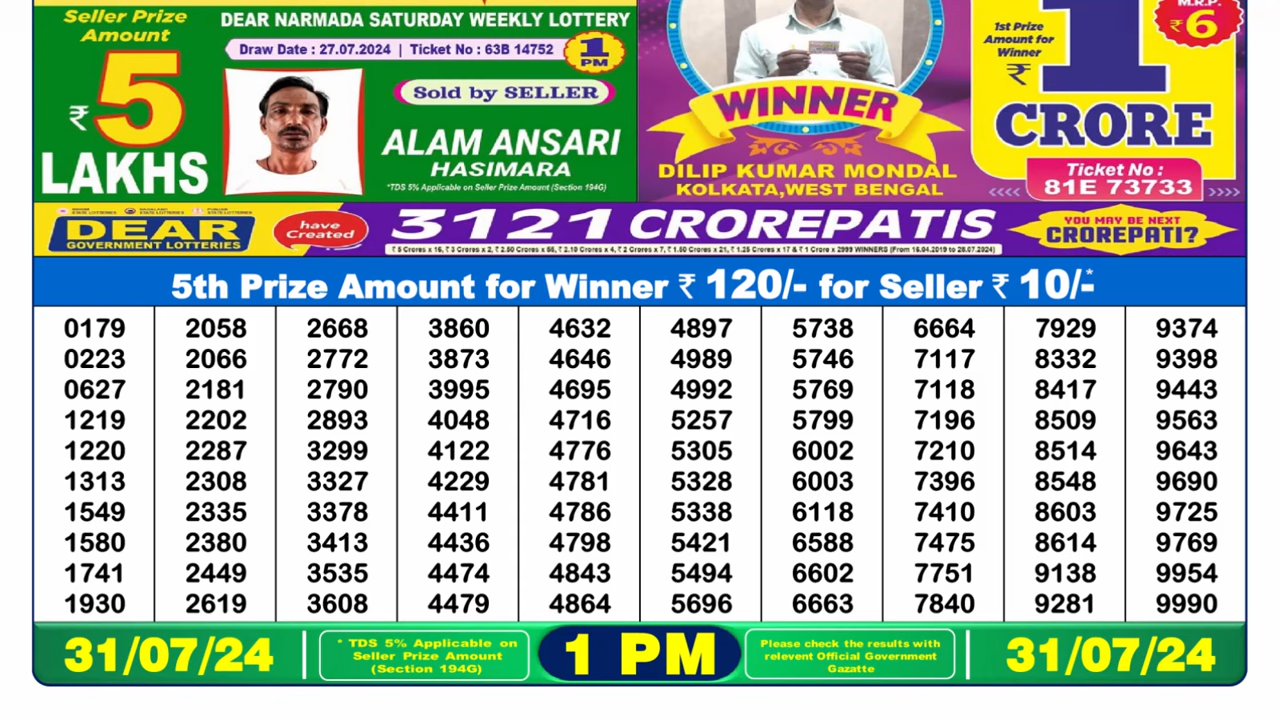 Seller Prize
Amount
₹ 5
LAKHS
DEAR NARMADA SATURDAY WEEKLY LOTTERY
Draw Date : 27.07.2024 | Ticket No : 63B 14752
1
PM
Sold by SELLER
ALAM ANSARI
HASIMARA
*TDS 5% Applicable on Seller Prize Amount (Section 194G)
WINNER
DILIP KUMAR MONDAL
KOLKATA,WEST BENGAL
1st Prize
Amount for
Winner
₹
1
CRORE
M.R.P.
₹6
Ticket No :
81E 73733
DEAR
GOVERNMENT LOTTERIES
have
Created
3121 CROREPATIS
YOU MAY BE NEXT
CROREPATI?
5th Prize Amount for Winner ₹ 120/- for Seller ₹ 10/-*
0179 2058 2668 3860 4632 4897 5738 6664 7929 9374
0223 2066 2772 3873 4646 4989 5746 7117 8332 9398
0627 2181 2790 3995 4695 4992 5769 7118 8417 9443
1219 2202 2893 4048 4716 5257 5799 7196 8509 9563
1220 2287 3299 4122 4776 5305 6002 7210 8514 9643
1313 2308 3327 4229 4781 5328 6003 7396 8548 9690
1549 2335 3378 4411 4786 5338 6118 7410 8603 9725
1580 2380 3413 4436 4798 5421 6588 7475 8614 9769
1741 2449 3535 4474 4843 5494 6602 7751 9138 9954
1930 2619 3608 4479 4864 5696 6663 7840 9281 9990
31/07/24
* TDS 5% Applicable on
Seller Prize Amount
(Section 194G)
1 PM
Please check the results with
relevent Official Government
Gazatte
31/07/24